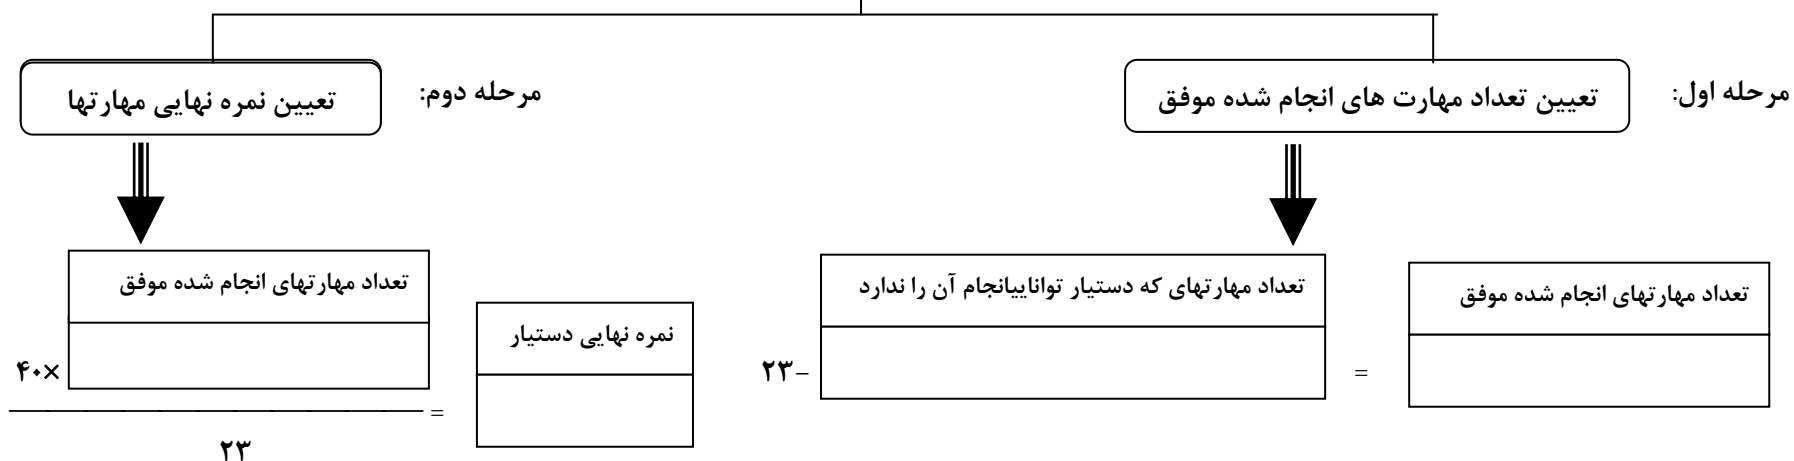 مرحله اول:
تعیین تعداد مهارت های انجام شده موفق
مرحله دوم:
تعیین نمره نهایی مهارتها
تعداد مهارتهای انجام شده موفق
=
تعداد مهارتهای که دستیار تواناییانجام آن را ندارد
۲۳-
نمره نهایی دستیار
=
تعداد مهارتهای انجام شده موفق
۴۰×
۲۳